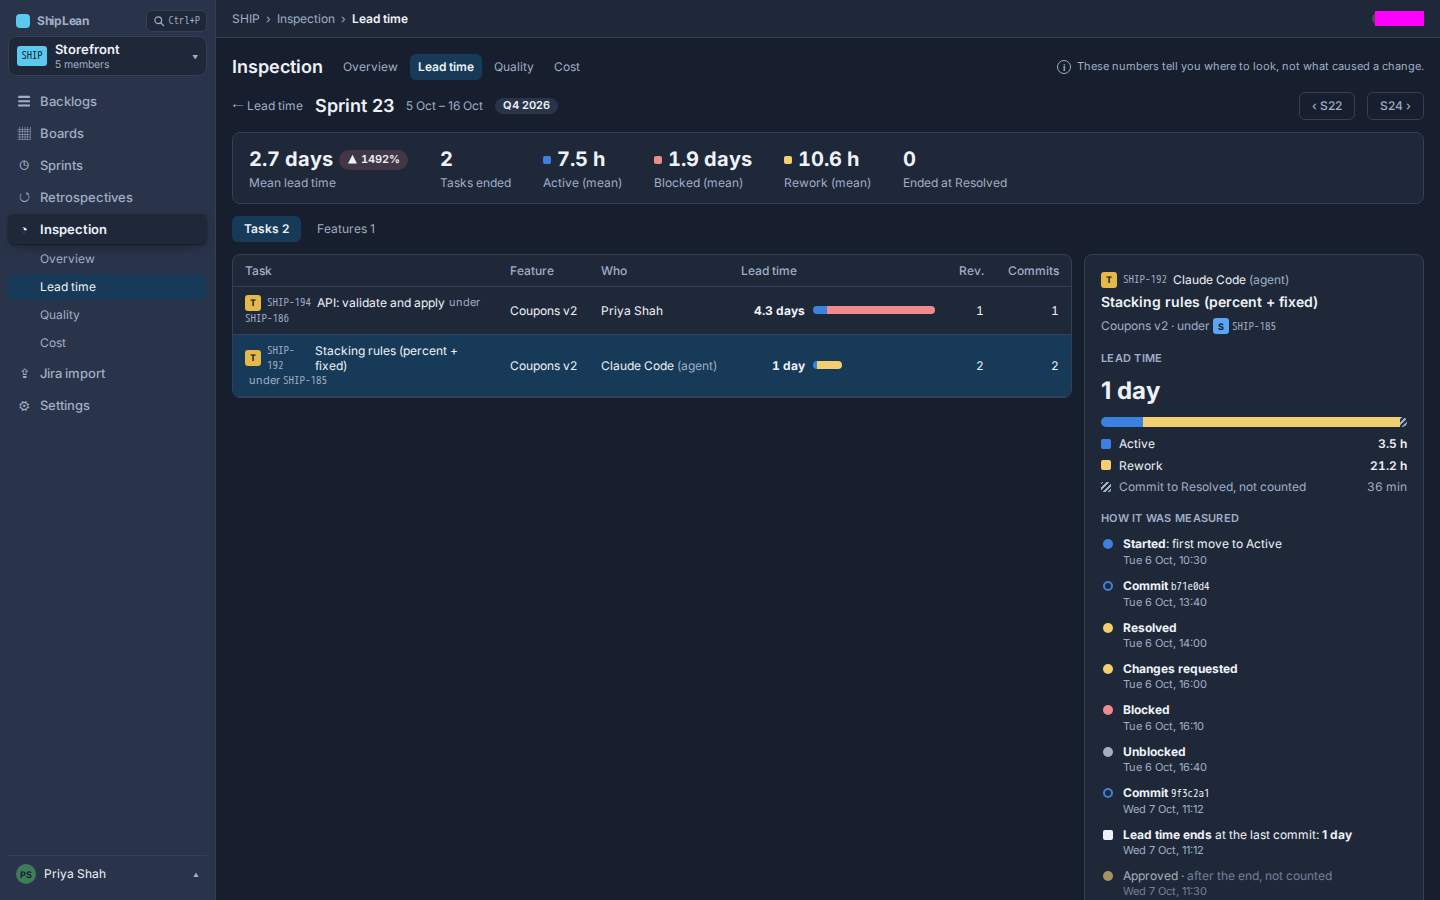 ShipLean
Ctrl+P
SHIP
Storefront
5 members
Backlogs
Boards
Sprints
Retrospectives
Inspection
Overview
Lead time
Quality
Cost
Jira import
Settings
PS Priya Shah
SHIP › Inspection › Lead time
Inspection Overview Lead time Quality Cost
These numbers tell you where to look, not what caused a change.
← Lead time Sprint 23 5 Oct – 16 Oct Q4 2026
‹ S22 S24 ›
2.7 days ▲ 1492% 2 7.5 h 1.9 days 10.6 h 0
Mean lead time Tasks ended Active (mean) Blocked (mean) Rework (mean) Ended at Resolved
Tasks 2 Features 1
Task Feature Who Lead time Rev. Commits
T SHIP-194 API: validate and apply under
SHIP-186
Coupons v2 Priya Shah 4.3 days 1 1
T SHIP-192 Stacking rules (percent +
fixed)
under SHIP-185
Coupons v2 Claude Code (agent) 1 day 2 2
T SHIP-192 Claude Code (agent)
Stacking rules (percent + fixed)
Coupons v2 · under S SHIP-185
LEAD TIME
1 day
Active 3.5 h
Rework 21.2 h
Commit to Resolved, not counted 36 min
HOW IT WAS MEASURED
Started: first move to Active
Tue 6 Oct, 10:30
Commit b71e0d4
Tue 6 Oct, 13:40
Resolved
Tue 6 Oct, 14:00
Changes requested
Tue 6 Oct, 16:00
Blocked
Tue 6 Oct, 16:10
Unblocked
Tue 6 Oct, 16:40
Commit 9f3c2a1
Wed 7 Oct, 11:12
Lead time ends at the last commit: 1 day
Wed 7 Oct, 11:12
Approved · after the end, not counted
Wed 7 Oct, 11:30